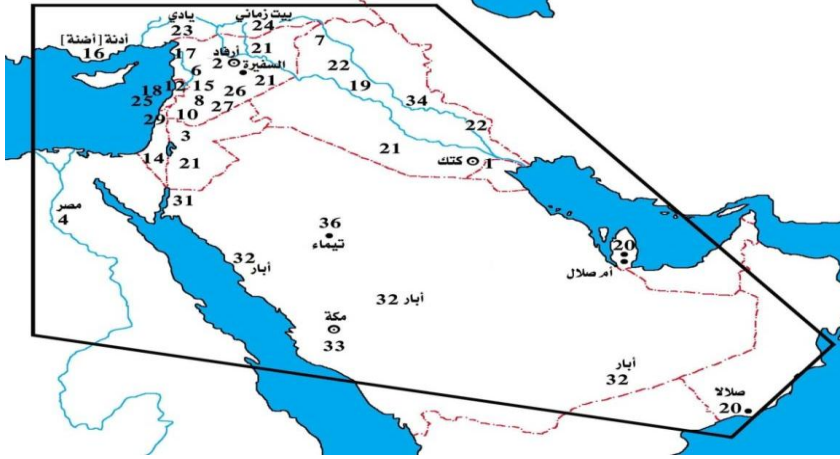 يادي
23
بيت زماني
24
أدنة [أضنة]
16
17
أرفاد
2
السفيرة
21
7
22
6
21
19
34
18
12
15
26
25
8
27
29
10
22
3
21
كتك
1
14
21
31
مصر
4
36
تيماء
20
أم صلال
32
أبار
32 أبار
مكة
33
أبار
32
صلالا
20